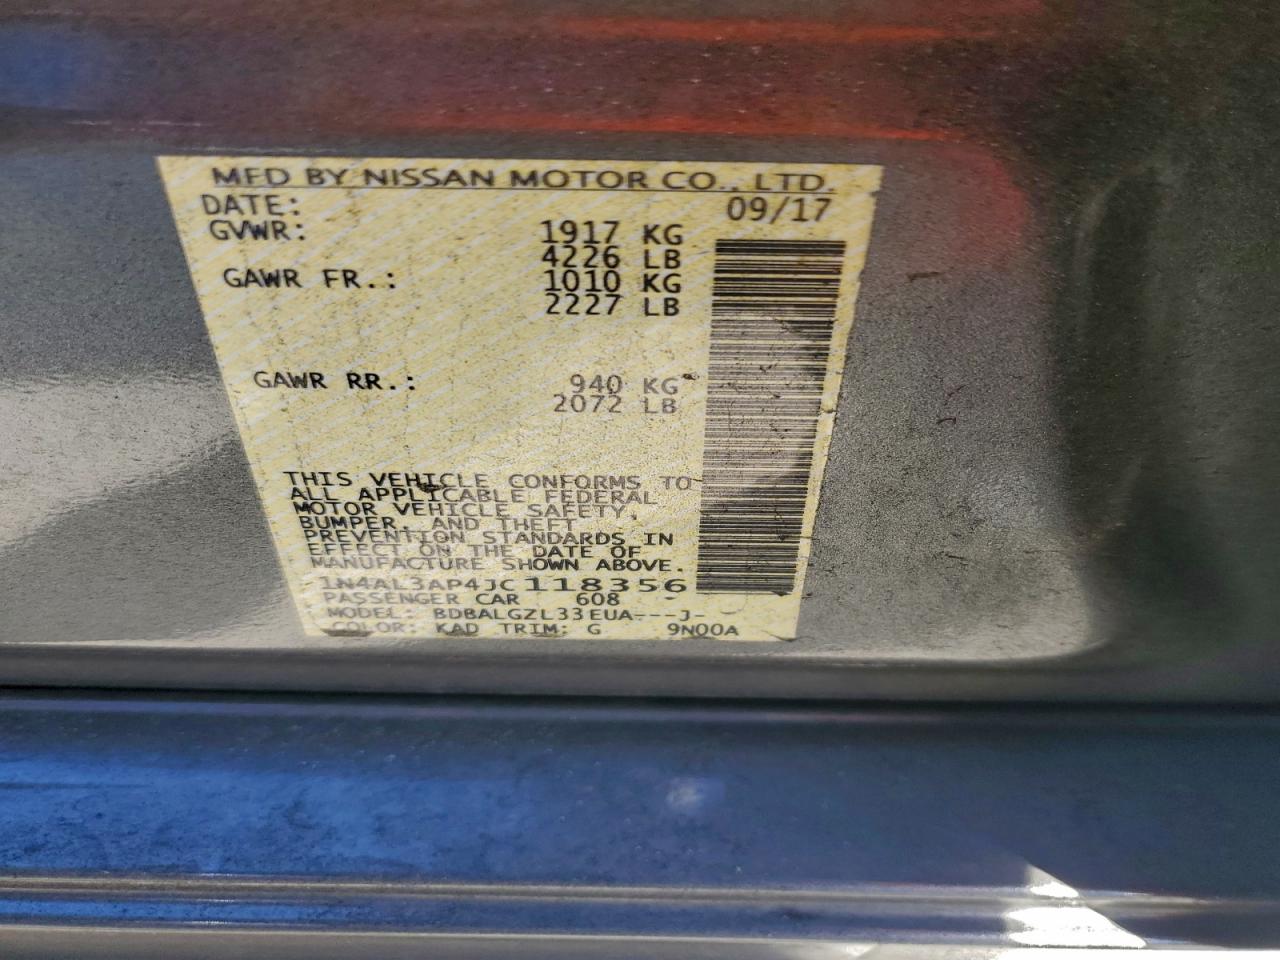 MFD BY NISSAN MOTOR CO., LTD.
DATE: 09/17
GVWR: 1917 KG
4226 LB
GAWR FR.: 1010 KG
2227 LB
GAWR RR.: 940 KG
2072 LB
THIS VEHICLE CONFORMS TO
ALL APPLICABLE FEDERAL
MOTOR VEHICLE SAFETY,
BUMPER, AND THEFT
PREVENTION STANDARDS IN
EFFECT ON THE DATE OF
MANUFACTURE SHOWN ABOVE.
1N4AL3AP4JC118356
PASSENGER CAR 608 -
MODEL: BDBALGZL33EUA---J-
COLOR: KAD TRIM: G 9N00A